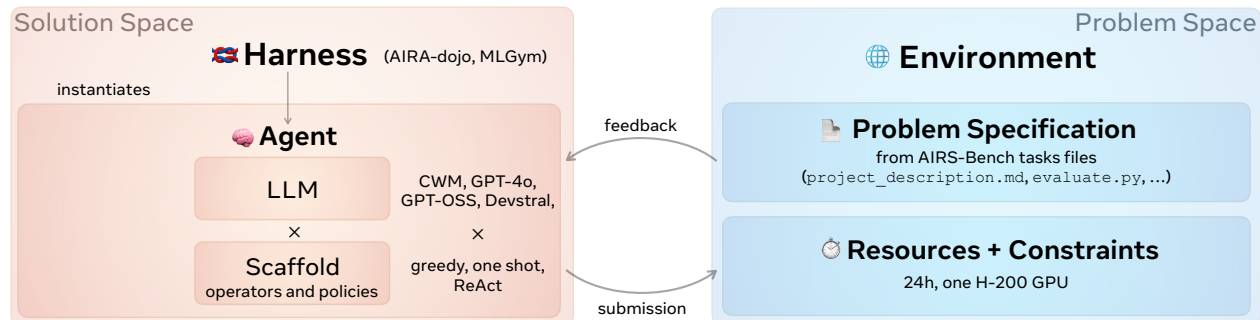 Solution Space
Harness (AIRA-dojo, MLGym)
instantiates
Agent
LLM
CWM, GPT-4o,
GPT-OSS, Devstral,
×
×
Scaffold
operators and policies
greedy, one shot,
ReAct
feedback
submission
Problem Space
Environment
Problem Specification
from AIRS-Bench tasks files
(project_description.md, evaluate.py, ...)
Resources + Constraints
24h, one H-200 GPU